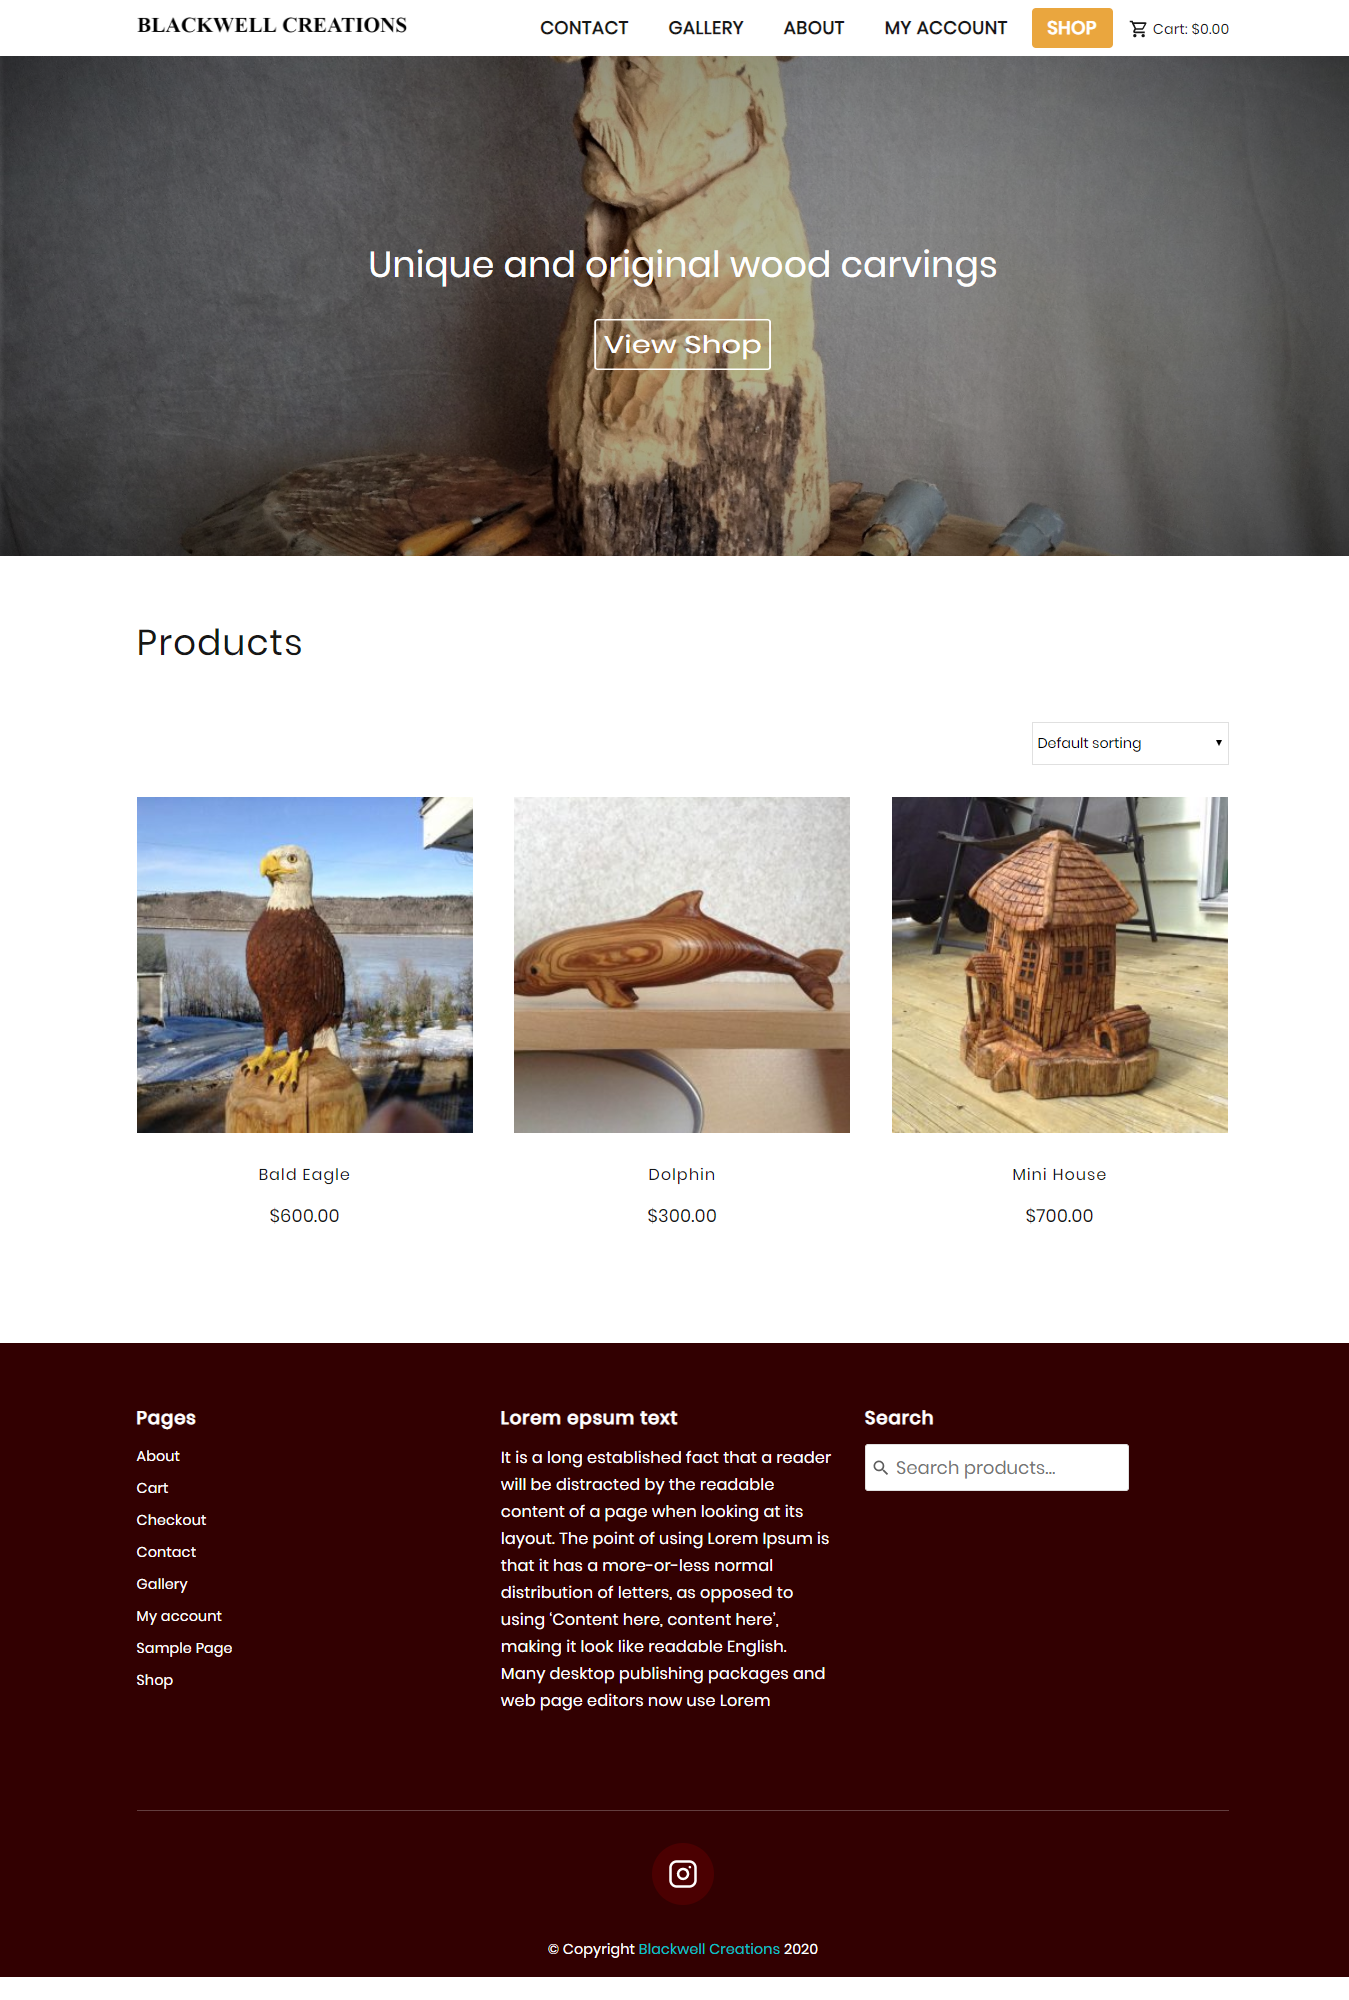 BLACKWELL CREATIONS
CONTACT
GALLERY
ABOUT
MY ACCOUNT
SHOP
Cart: $0.00
Unique and original wood carvings
View Shop
Products
Default sorting
Bald Eagle
$600.00
Dolphin
$300.00
Mini House
$700.00
Pages
About
Cart
Checkout
Contact
Gallery
My account
Sample Page
Shop
Lorem epsum text
It is a long established fact that a reader
will be distracted by the readable
content of a page when looking at its
layout. The point of using Lorem Ipsum is
that it has a more-or-less normal
distribution of letters, as opposed to
using ‘Content here, content here’,
making it look like readable English.
Many desktop publishing packages and
web page editors now use Lorem
Search
Search products…
© Copyright Blackwell Creations 2020